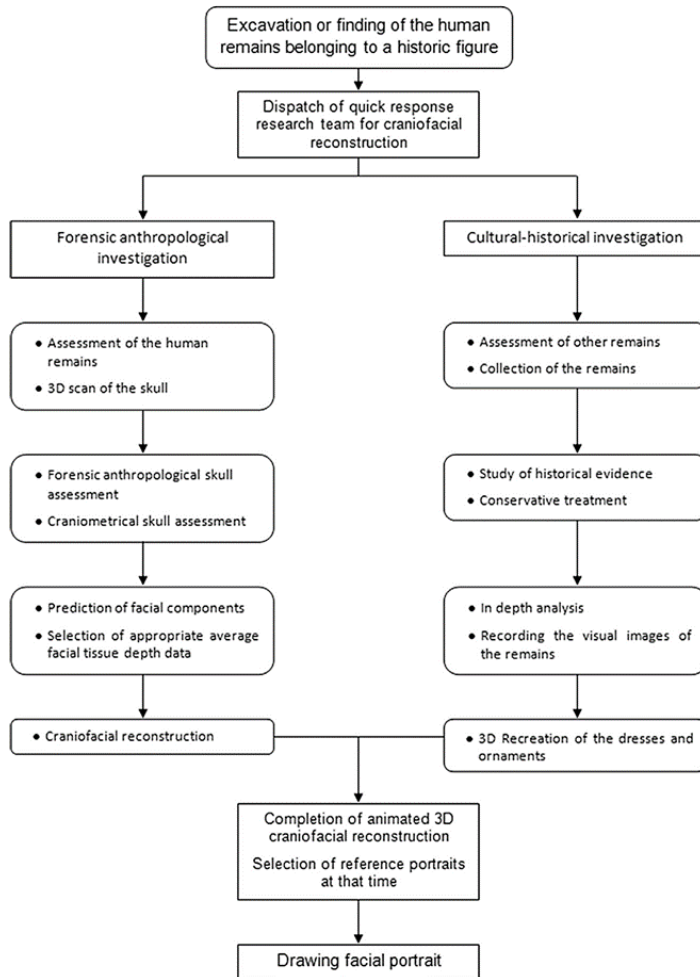 Excavation or finding of the human
remains belonging to a historic figure
Dispatch of quick response
research team for craniofacial
reconstruction
Forensic anthropological
investigation
Cultural-historical investigation
• Assessment of the human
remains
• 3D scan of the skull
• Assessment of other remains
• Collection of the remains
• Forensic anthropological skull
assessment
• Craniometrical skull assessment
• Study of historical evidence
• Conservative treatment
• Prediction of facial components
• Selection of appropriate average
facial tissue depth data
• In depth analysis
• Recording the visual images of
the remains
• Craniofacial reconstruction
• 3D Recreation of the dresses and
ornaments
Completion of animated 3D
craniofacial reconstruction
Selection of reference portraits
at that time
Drawing facial portrait